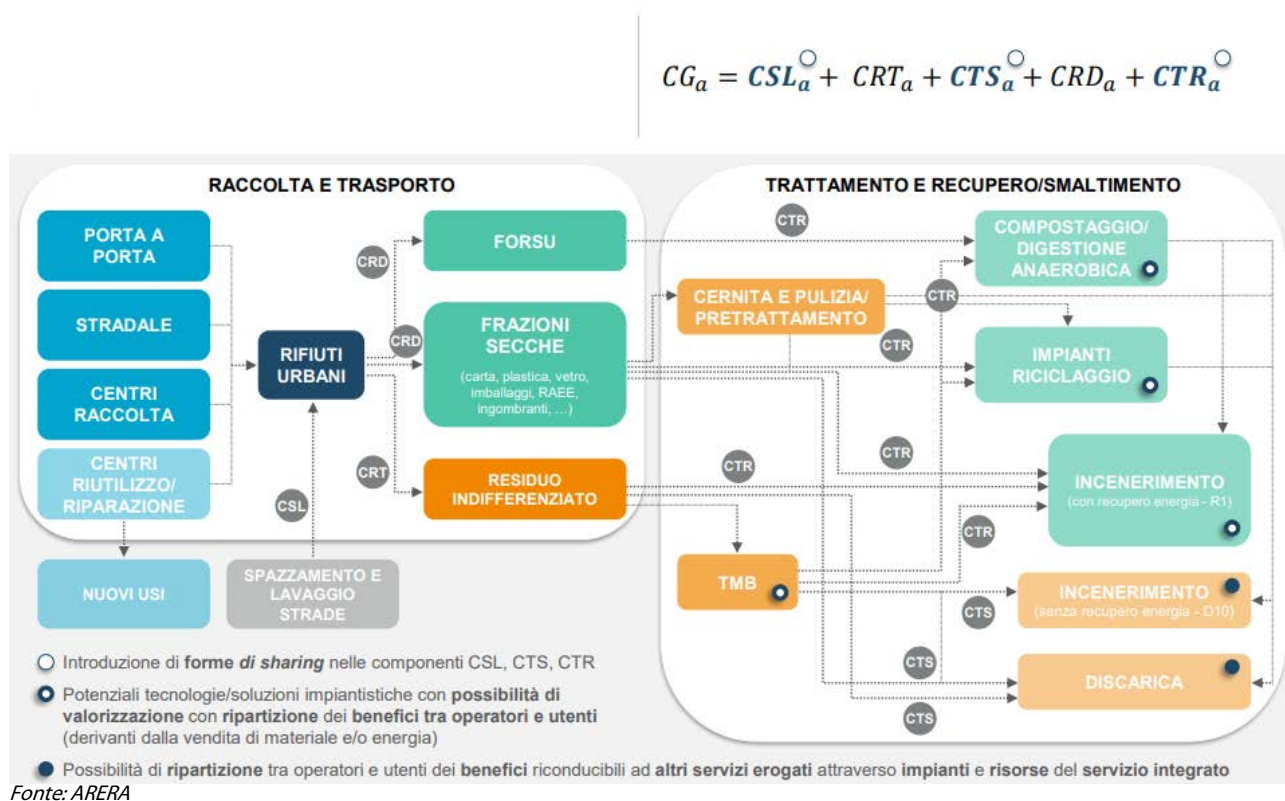 CGₐ = CSLₐ + CRTₐ + CTSₐ + CRDₐ + CTRₐ
RACCOLTA E TRASPORTO
PORTA A
PORTA
STRADALE
CENTRI
RACCOLTA
CENTRI
RIUTILIZZO/
RIPARAZIONE
NUOVI USI
SPAZZAMENTO E
LAVAGGIO
STRADE
CSL
RIFIUTI
URBANI
CRD
CRD
CRT
FORSU
FRAZIONI
SECCHE
(carta, plastica, vetro,
imballaggi, RAEE,
ingombranti, ...)
RESIDUO
INDIFFERENZIATO
TRATTAMENTO E RECUPERO/SMALTIMENTO
CTR
CERNITA E PULIZIA/
PRETRATTAMENTO
CTR
CTR
CTR
CTR
TMB
CTR
CTS
CTS
CTS
COMPOSTAGGIO/
DIGESTIONE
ANAEROBICA
IMPIANTI
RICICLAGGIO
INCENERIMENTO
(con recupero energia - R1)
INCENERIMENTO
(senza recupero energia - D10)
DISCARICA
Introduzione di forme di sharing nelle componenti CSL, CTS, CTR
Potenziali tecnologie/soluzioni impiantistiche con possibilità di
valorizzazione con ripartizione dei benefici tra operatori e utenti
(derivanti dalla vendita di materiale e/o energia)
Possibilità di ripartizione tra operatori e utenti dei benefici riconducibili ad altri servizi erogati attraverso impianti e risorse del servizio integrato
Fonte: ARERA